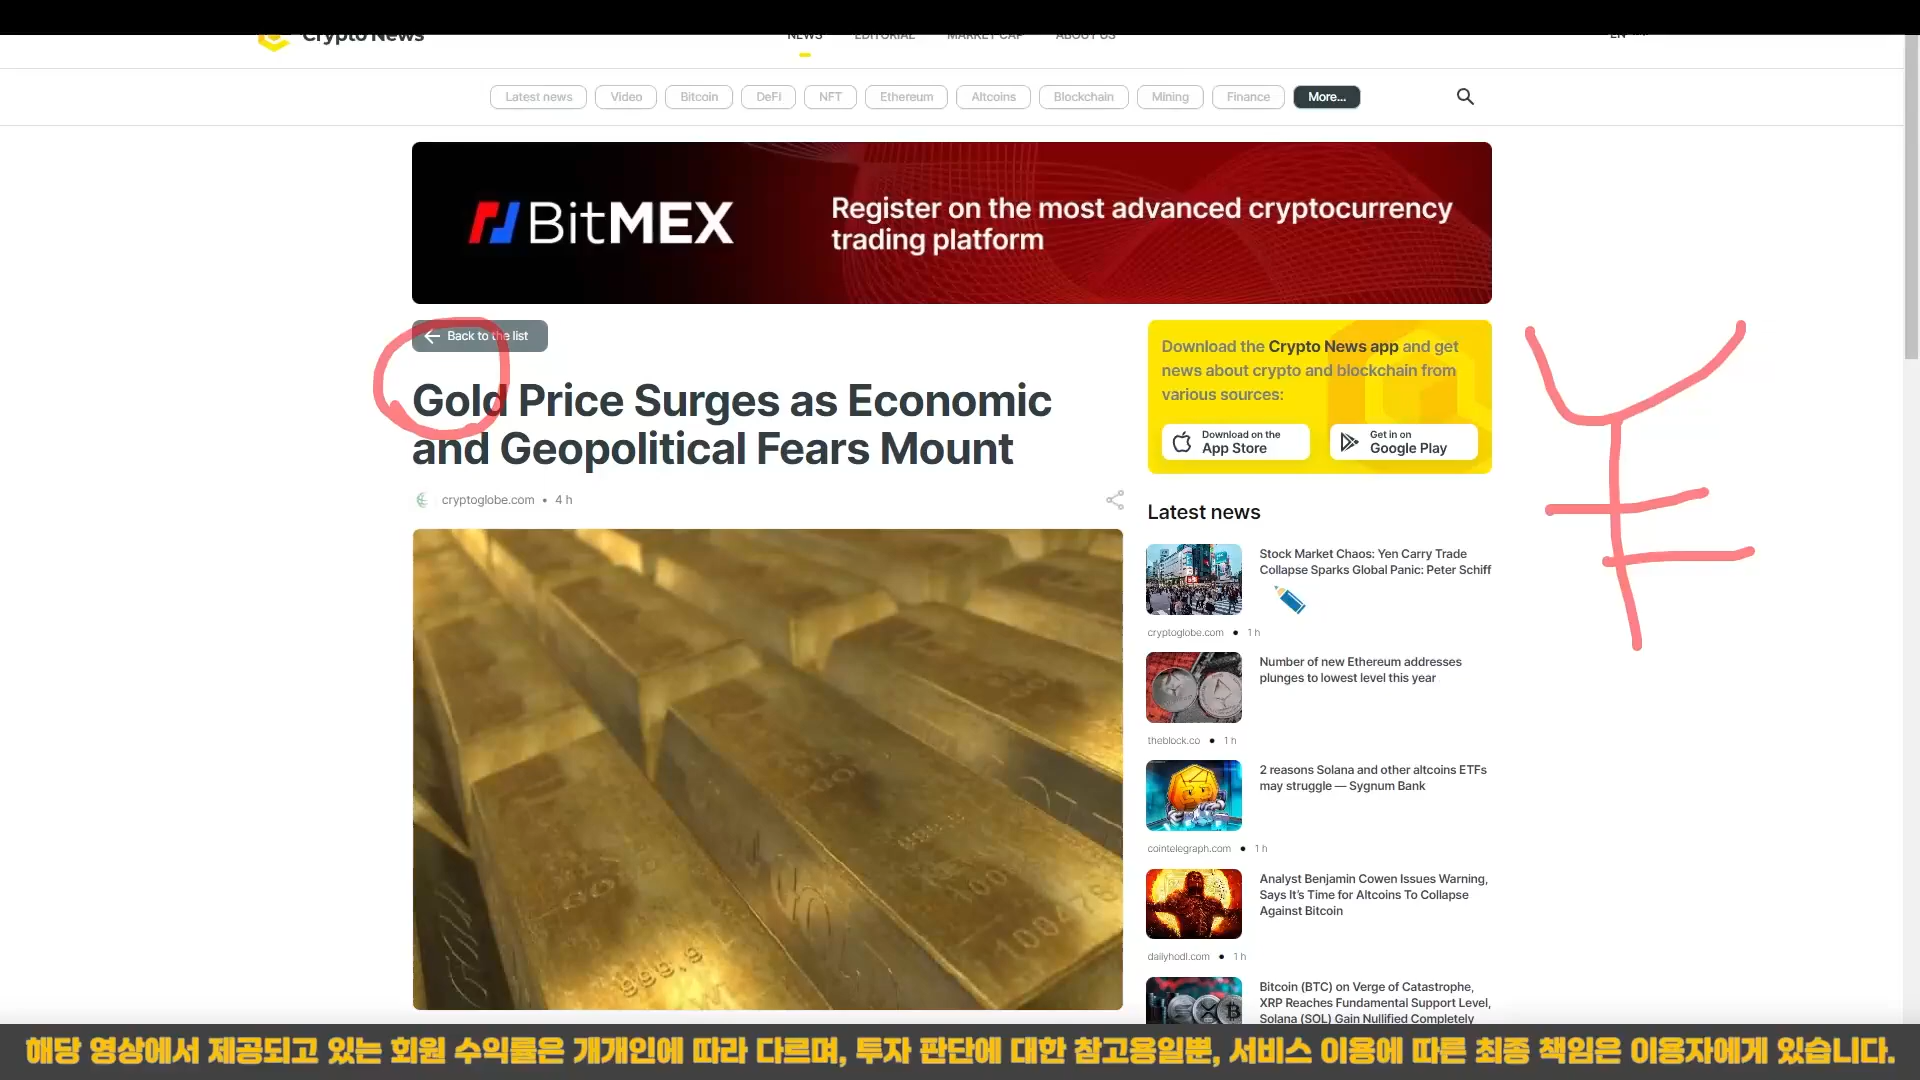 Crypto News
NEWS
EDITORIAL
MARKET CAP
ABOUT US
EN
Latest news
Video
Bitcoin
DeFi
NFT
Ethereum
Altcoins
Blockchain
Mining
Finance
More...
BitMEX
Register on the most advanced cryptocurrency
trading platform
Back to the list
Gold Price Surges as Economic
and Geopolitical Fears Mount
cryptoglobe.com • 4 h
999.9
Download the Crypto News app and get
news about crypto and blockchain from
various sources:
Download on the
App Store
Get in on
Google Play
¥
Latest news
Stock Market Chaos: Yen Carry Trade
Collapse Sparks Global Panic: Peter Schiff
cryptoglobe.com • 1 h
Number of new Ethereum addresses
plunges to lowest level this year
theblock.co • 1 h
2 reasons Solana and other altcoins ETFs
may struggle — Sygnum Bank
cointelegraph.com • 1 h
Analyst Benjamin Cowen Issues Warning,
Says It's Time for Altcoins To Collapse
Against Bitcoin
dailyhodl.com • 1 h
Bitcoin (BTC) on Verge of Catastrophe,
XRP Reaches Fundamental Support Level,
Solana (SOL) Gain Nullified Completely
해당 영상에서 제공되고 있는 회원 수익률은 개개인에 따라 다르며, 투자 판단에 대한 참고용일뿐, 서비스 이용에 따른 최종 책임은 이용자에게 있습니다.